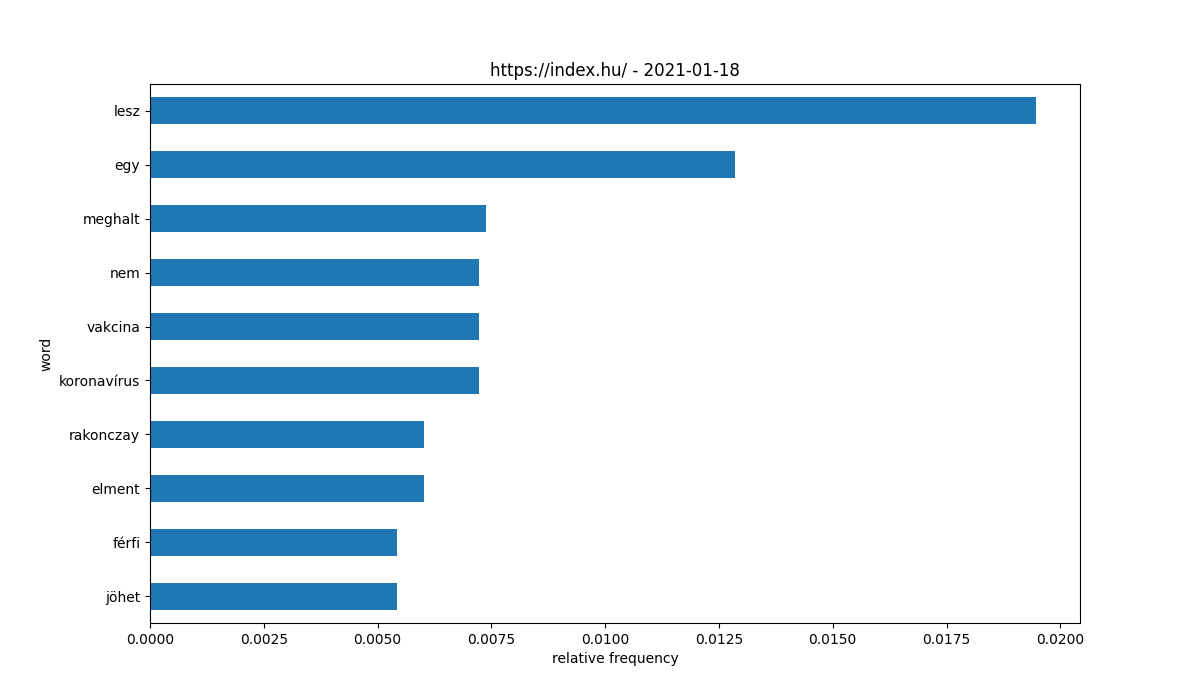 https://index.hu/ - 2021-01-18
word
lesz
egy
meghalt
nem
vakcina
koronavírus
rakonczay
elment
férfi
jöhet
0.0000 0.0025 0.0050 0.0075 0.0100 0.0125 0.0150 0.0175 0.0200
relative frequency